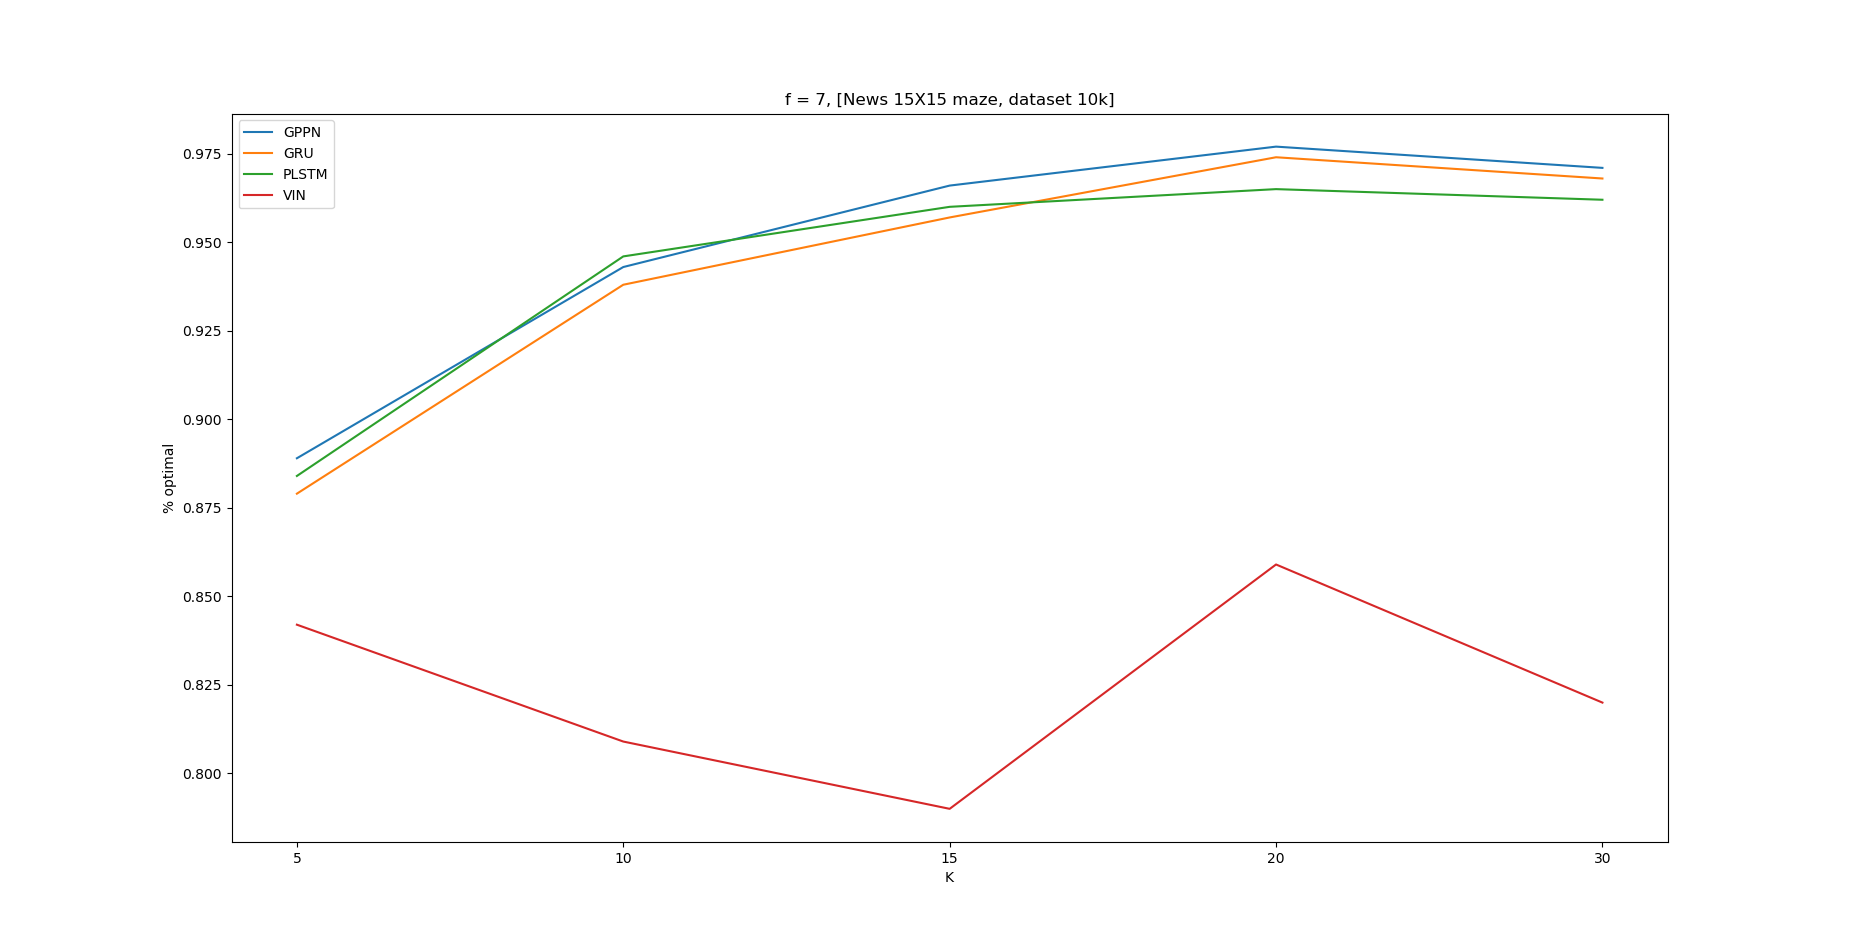 f = 7, [News 15X15 maze, dataset 10k]
GPPN
GRU
PLSTM
VIN
0.975
0.950
0.925
0.900
0.875
0.850
0.825
0.800
% optimal
5 10 15 20 30
K